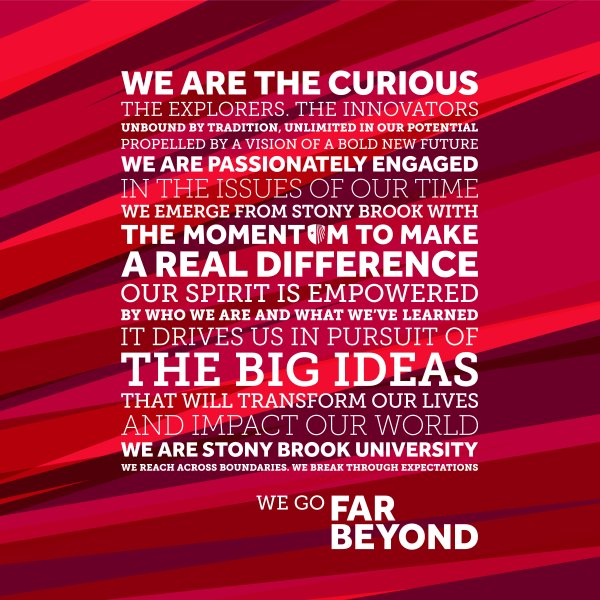 WE ARE THE CURIOUS
THE EXPLORERS. THE INNOVATORS
UNBOUND BY TRADITION, UNLIMITED IN OUR POTENTIAL
PROPELLED BY A VISION OF A BOLD NEW FUTURE
WE ARE PASSIONATELY ENGAGED
IN THE ISSUES OF OUR TIME
WE EMERGE FROM STONY BROOK WITH
THE MOMENTUM TO MAKE
A REAL DIFFERENCE
OUR SPIRIT IS EMPOWERED
BY WHO WE ARE AND WHAT WE'VE LEARNED
IT DRIVES US IN PURSUIT OF
THE BIG IDEAS
THAT WILL TRANSFORM OUR LIVES
AND IMPACT OUR WORLD
WE ARE STONY BROOK UNIVERSITY
WE REACH ACROSS BOUNDARIES. WE BREAK THROUGH EXPECTATIONS
WE GO FAR
BEYOND